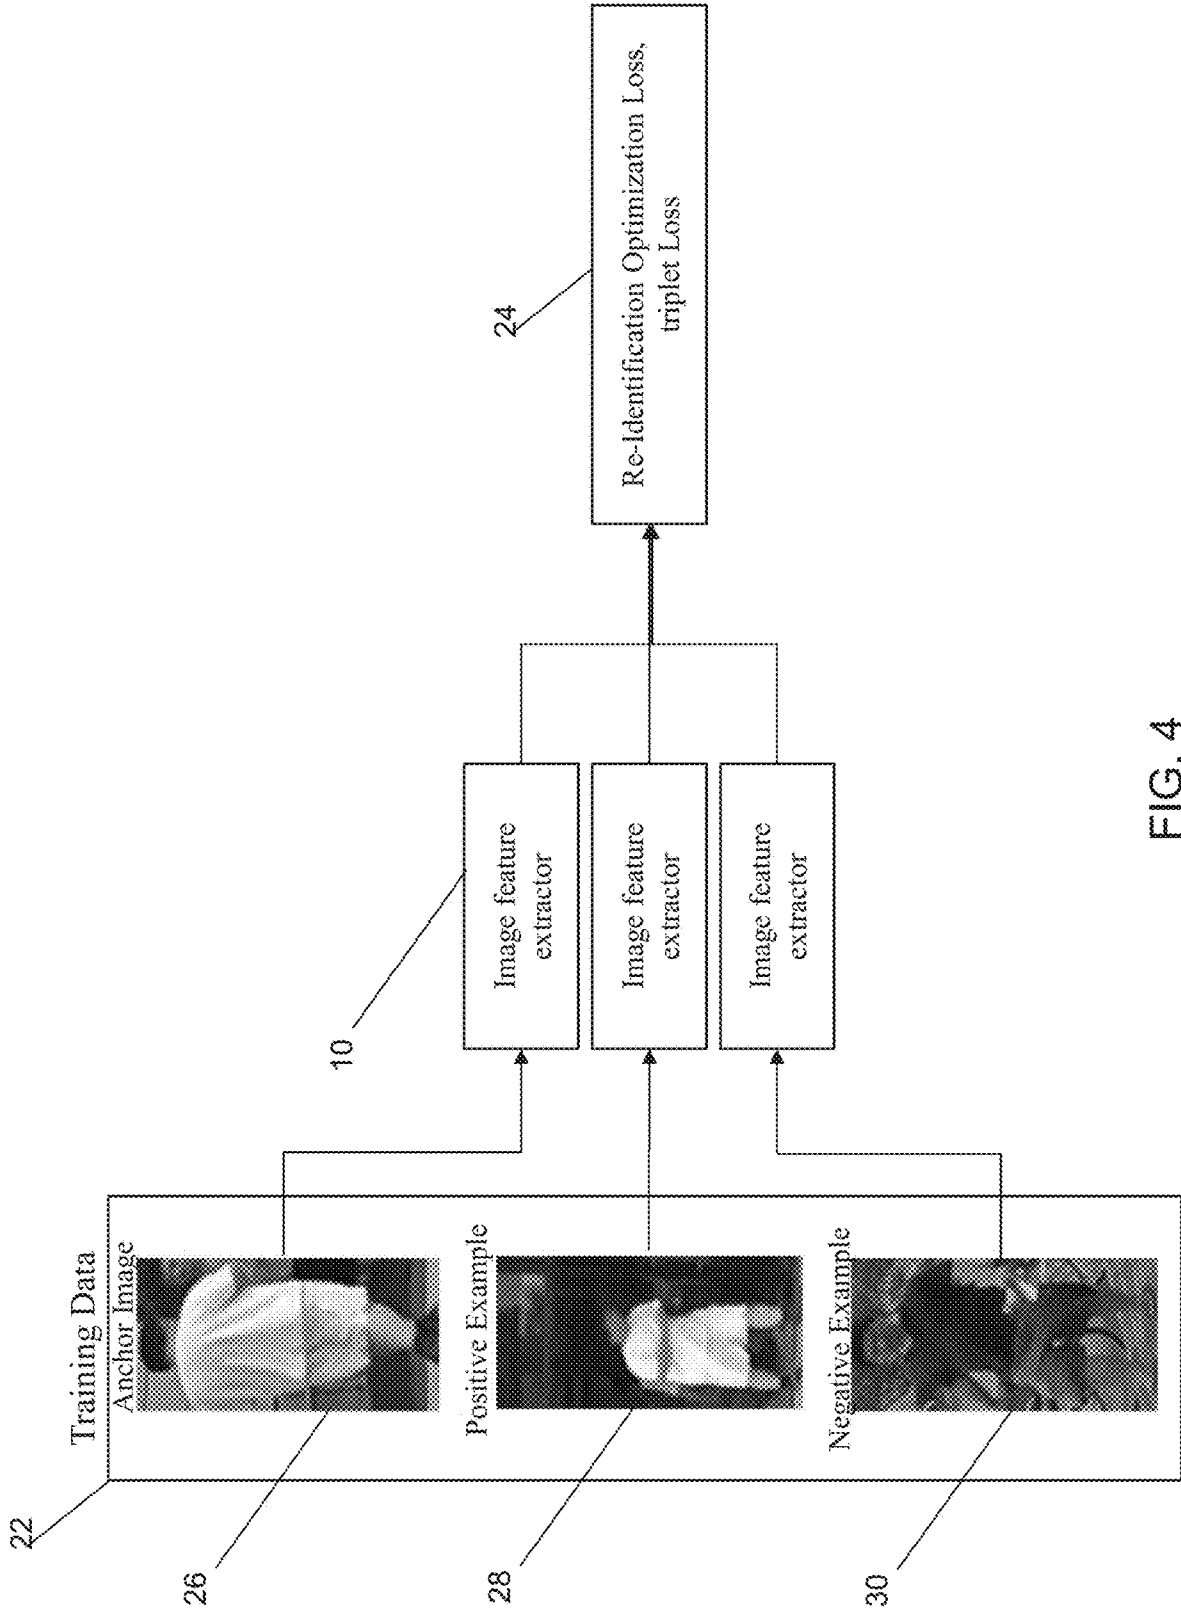 22
Training Data
26
Anchor Image
28
Positive Example
30
Negative Example
10
Image feature
extractor
Image feature
extractor
Image feature
extractor
24
Re-Identification Optimization Loss,
triplet Loss
FIG. 4